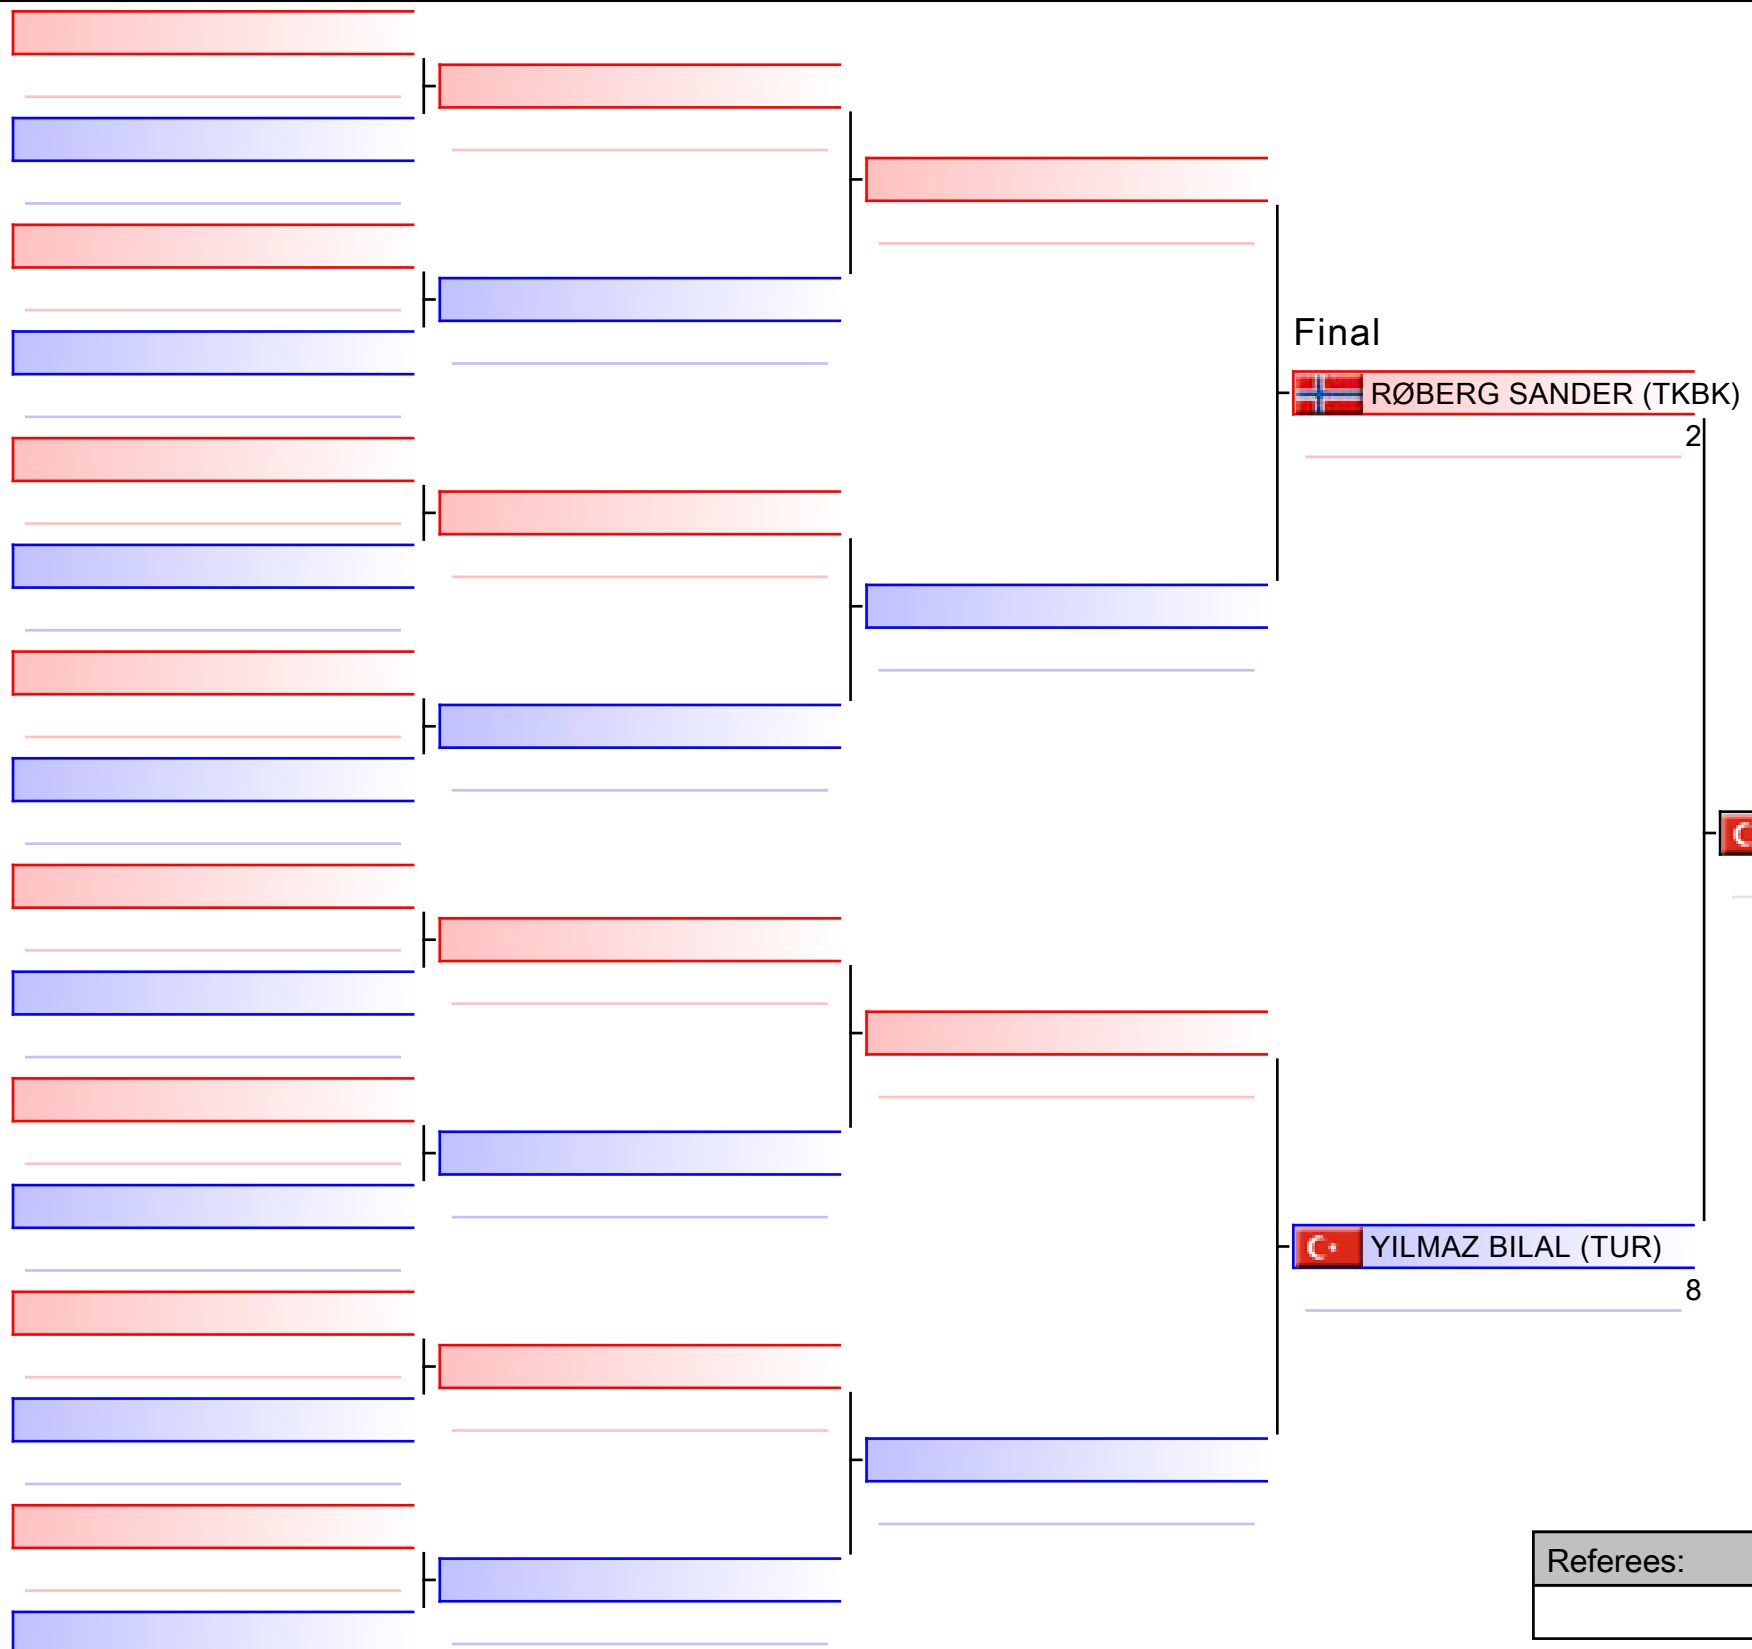 Final
RØBERG SANDER (TKBK)
2
YILMAZ BILAL (TUR)
8
Referees: